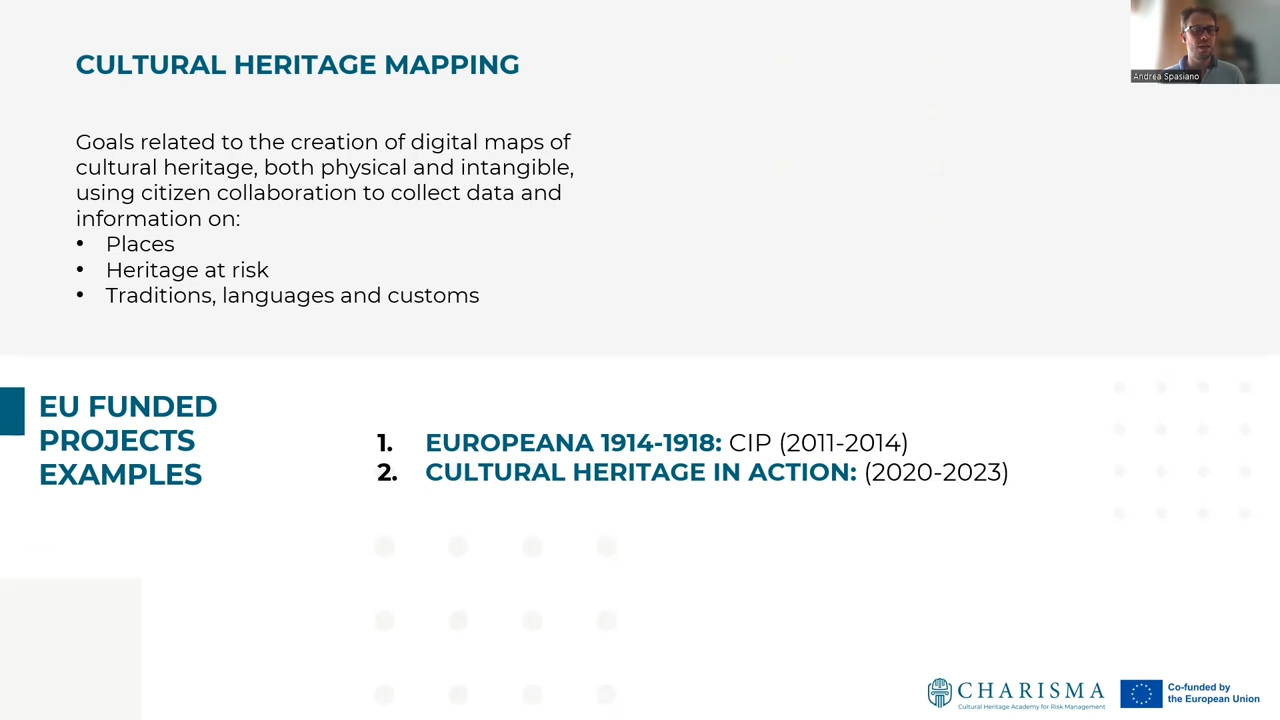 CULTURAL HERITAGE MAPPING
Andrea Spasiano
Goals related to the creation of digital maps of
cultural heritage, both physical and intangible,
using citizen collaboration to collect data and
information on:
• Places
• Heritage at risk
• Traditions, languages and customs
EU FUNDED
PROJECTS
EXAMPLES
1. EUROPEANA 1914-1918: CIP (2011-2014)
2. CULTURAL HERITAGE IN ACTION: (2020-2023)
CHARISMA
Cultural Heritage Academy for Risk Management
Co-funded by
the European Union